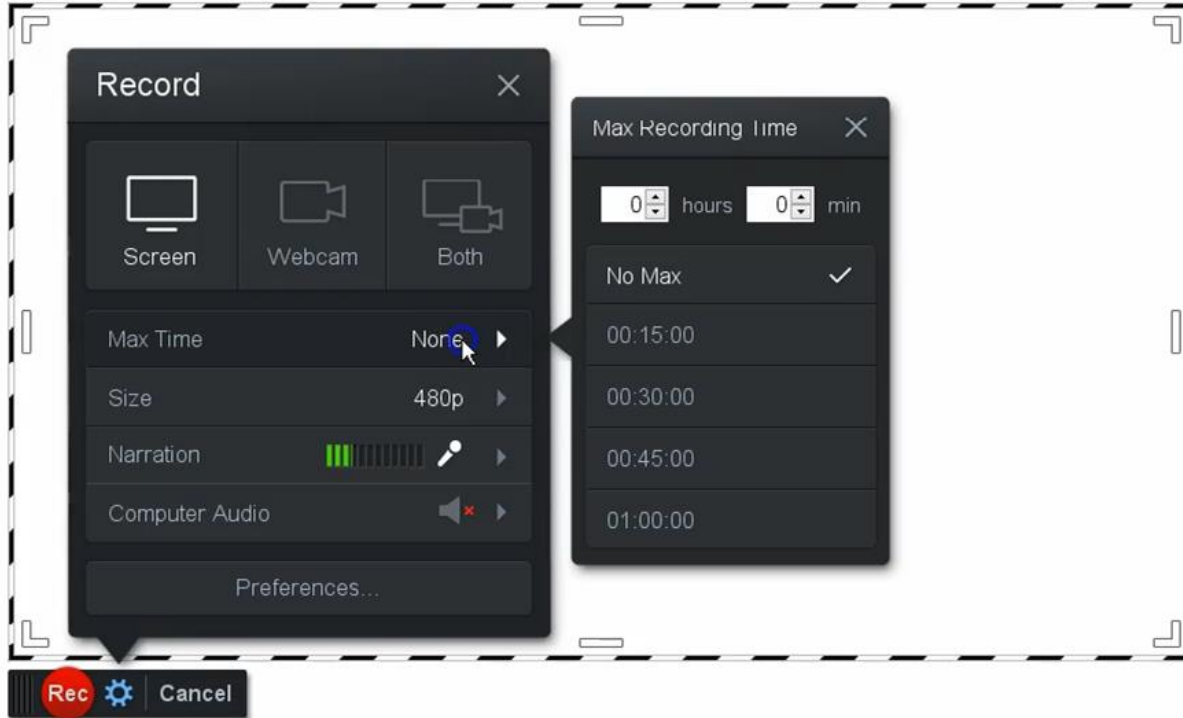 Record
Screen
Webcam
Both
Max Time None
Size 480p
Narration
Computer Audio
Preferences...
Rec
Cancel
Max Recording Time
0 hours 0 min
No Max
00:15:00
00:30:00
00:45:00
01:00:00